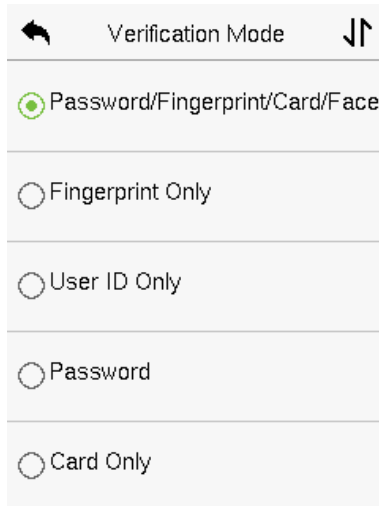 Verification Mode
Password/Fingerprint/Card/Face
Fingerprint Only
User ID Only
Password
Card Only